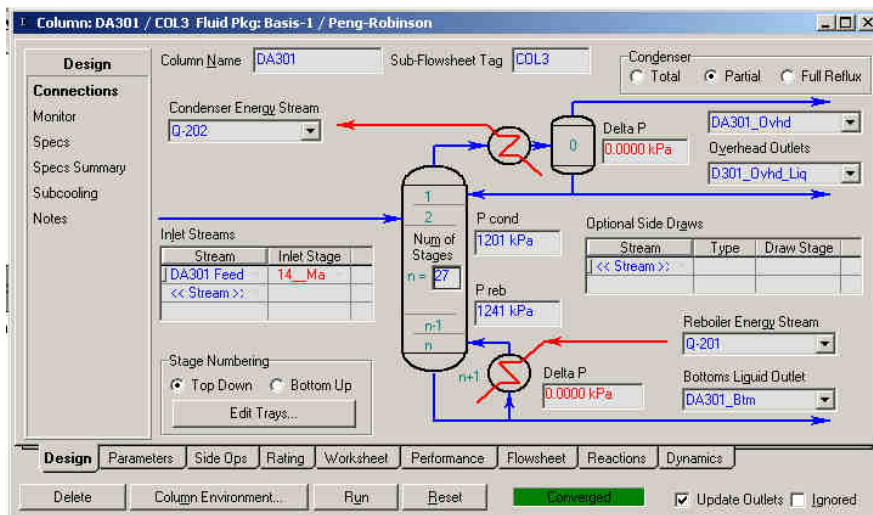 Column: DA301 / COL3 Fluid Pkg: Basis-1 / Peng-Robinson
Design
Connections
Monitor
Specs
Specs Summary
Subcooling
Notes
Column Name DA301 Sub-Flowsheet Tag COL3
Condenser
Total Partial Full Reflux
Condenser Energy Stream
Q-202
0
Delta P
0.0000 kPa
DA301_Ovhd
Overhead Outlets
D301_Ovhd_Liq
1
2
Num of
Stages
n = 27
n-1
n
n+1
P cond
1201 kPa
P reb
1241 kPa
Inlet Streams
Stream Inlet Stage
DA301 Feed 14__Ma
<< Stream >>
Optional Side Draws
Stream Type Draw Stage
<< Stream >>
Stage Numbering
Top Down Bottom Up
Edit Trays...
Delta P
0.0000 kPa
Reboiler Energy Stream
Q-201
Bottoms Liquid Outlet
DA301_Btm
Design Parameters Side Ops Rating Worksheet Performance Flowsheet Reactions Dynamics
Delete Column Environment... Run Reset Converged Update Outlets Ignored